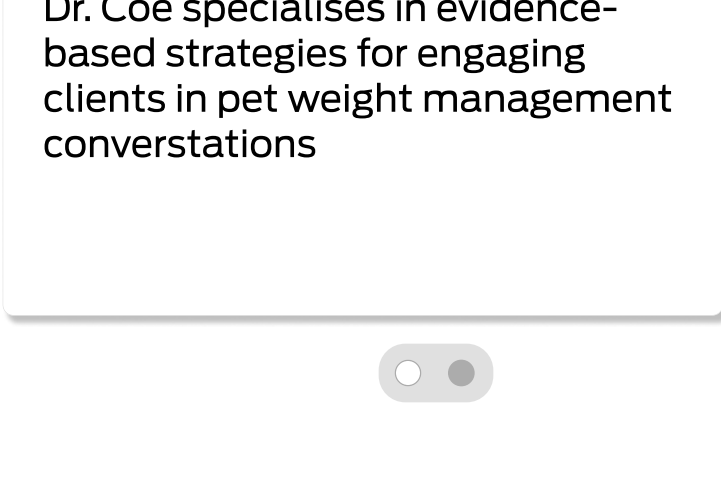 Dr. Coe specialises in evidence-
based strategies for engaging
clients in pet weight management
converstations